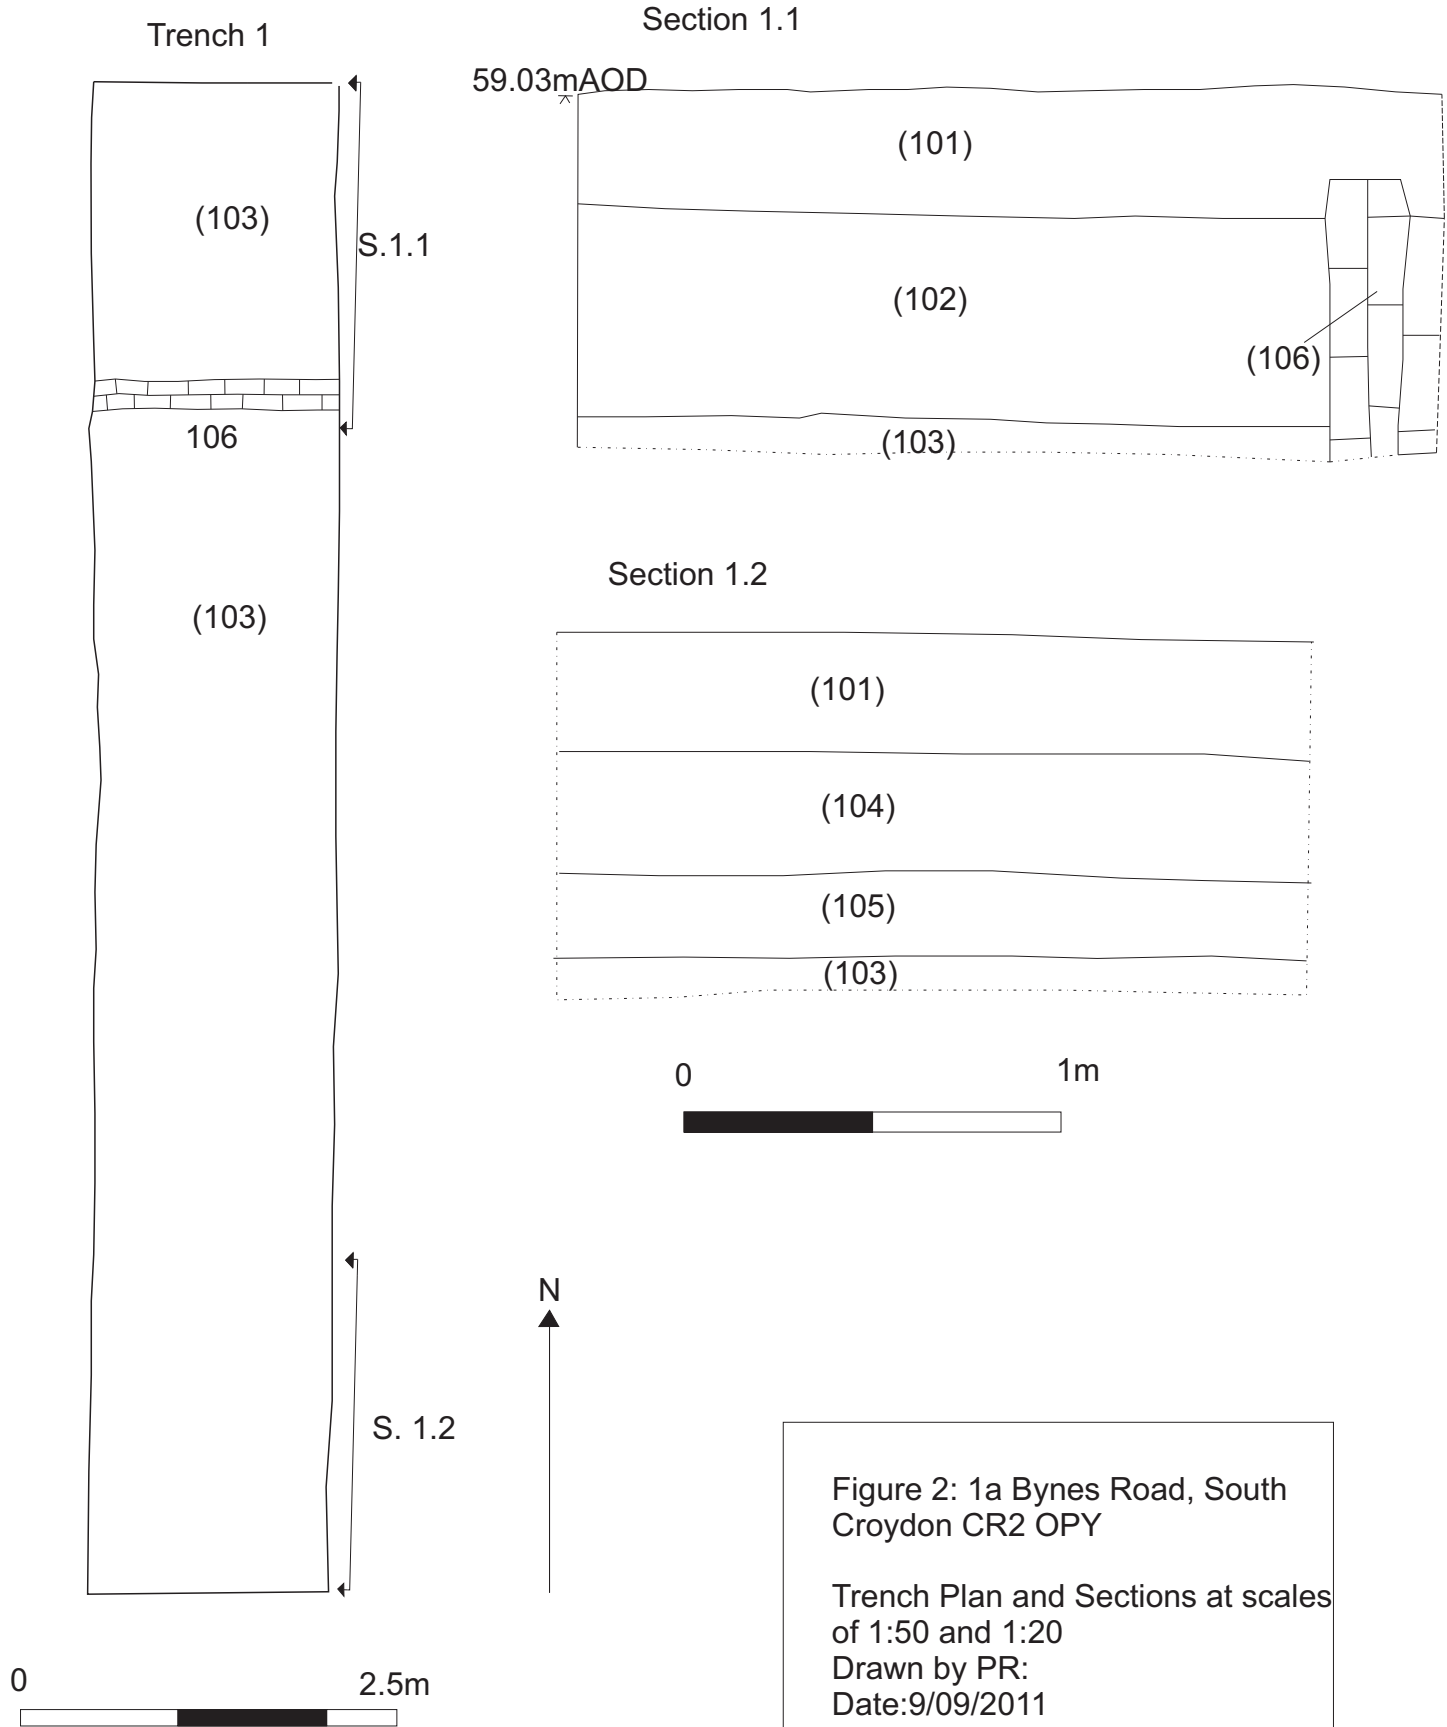 Trench 1
Section 1.1
59.03mAOD
(101)
(103)
S.1.1
(102)
(106)
106
(103)
Section 1.2
(103)
(101)
(104)
(105)
(103)
0
1m
N
S. 1.2
Figure 2: 1a Bynes Road, South
Croydon CR2 OPY
Trench Plan and Sections at scales
of 1:50 and 1:20
Drawn by PR:
Date:9/09/2011
0
2.5m